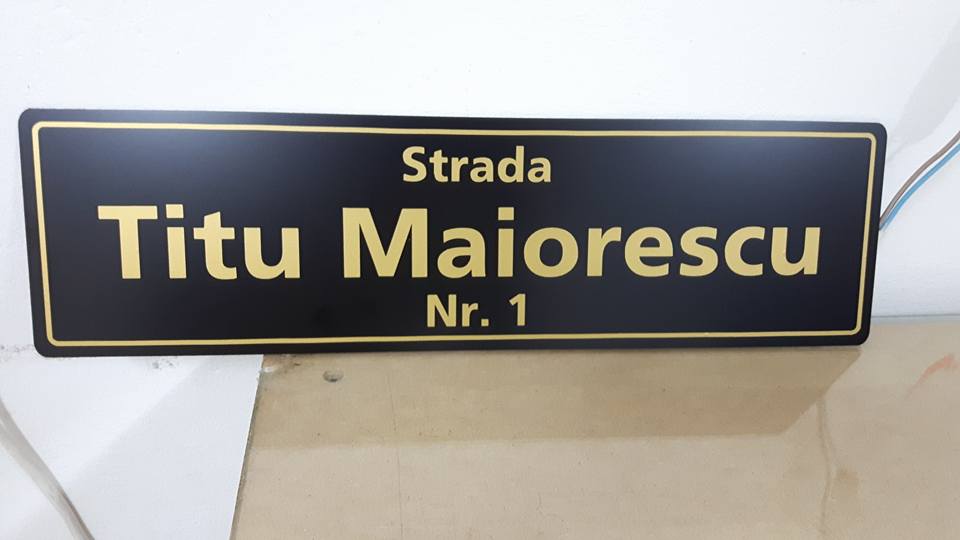 Strada
Titu Maiorescu
Nr. 1